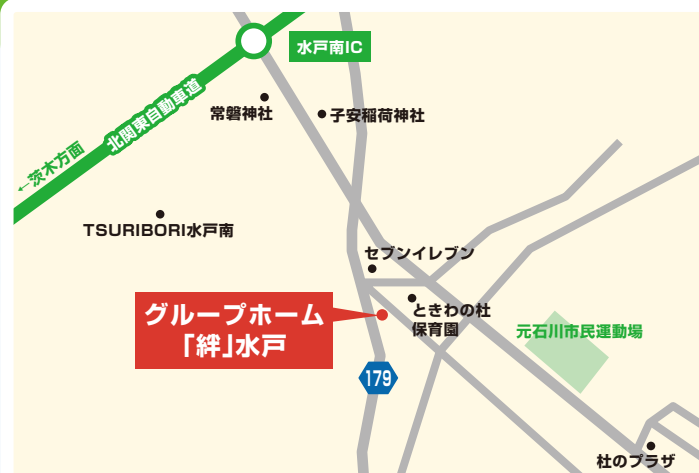 水戸南IC
常磐神社
子安稲荷神社
北関東自動車道
←茨木方面
TSURIBORI水戸南
セブンイレブン
ときわの杜
保育園
グループホーム
「絆」水戸
元石川市民運動場
179
杜のプラザ